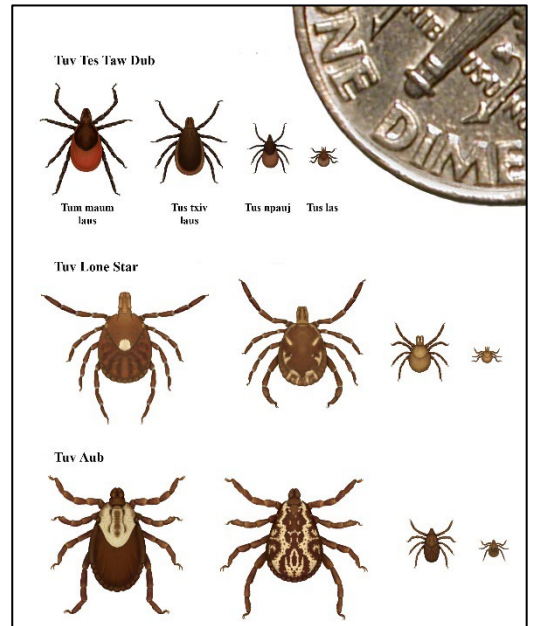 Tuv Tes Taw Dub
ONE DIME
Tum maum laus
Tus txiv laus
Tus npauj
Tus las
Tuv Lone Star
Tuv Aub